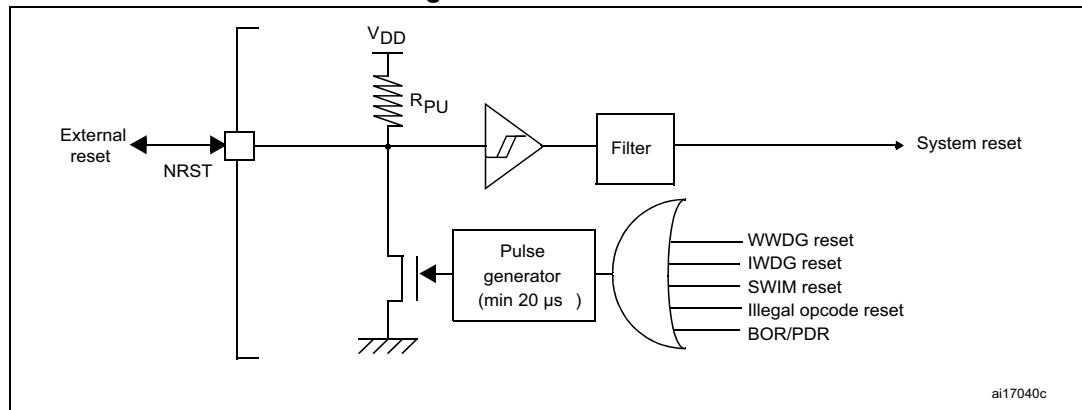 VDD
RPU
External
reset
NRST
Filter
System reset
Pulse
generator
(min 20 µs )
WWDG reset
IWDG reset
SWIM reset
Illegal opcode reset
BOR/PDR
ai17040c